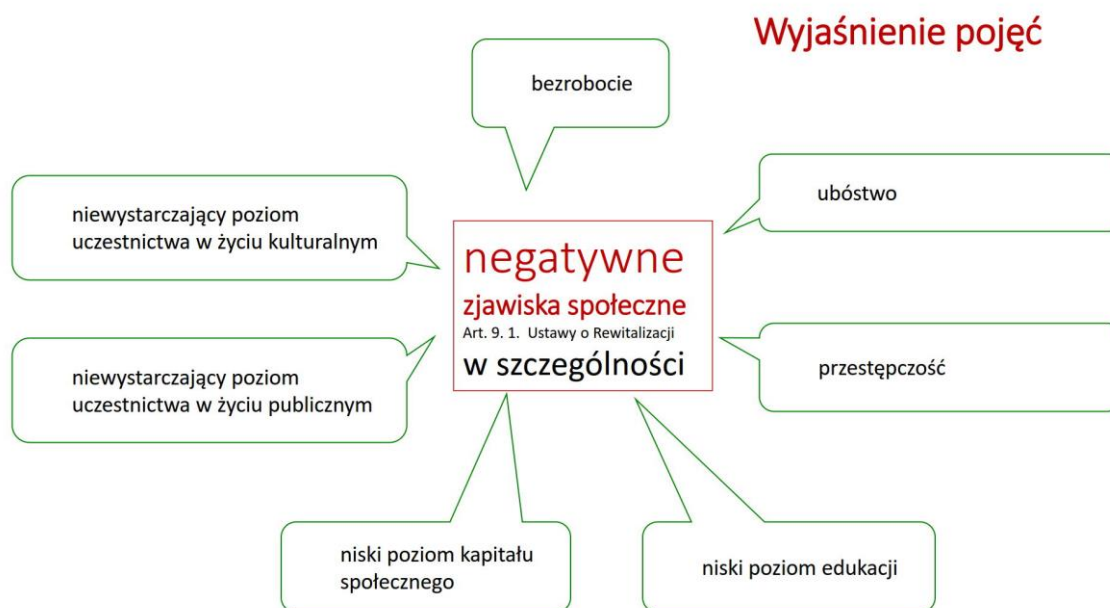 Wyjaśnienie pojęć
bezrobocie
niewystarczający poziom
uczestnictwa w życiu kulturalnym
ubóstwo
negatywne
zjawiska społeczne
Art. 9. 1. Ustawy o Rewitalizacji
w szczególności
niewystarczający poziom
uczestnictwa w życiu publicznym
przestępczość
niski poziom kapitału
społecznego
niski poziom edukacji